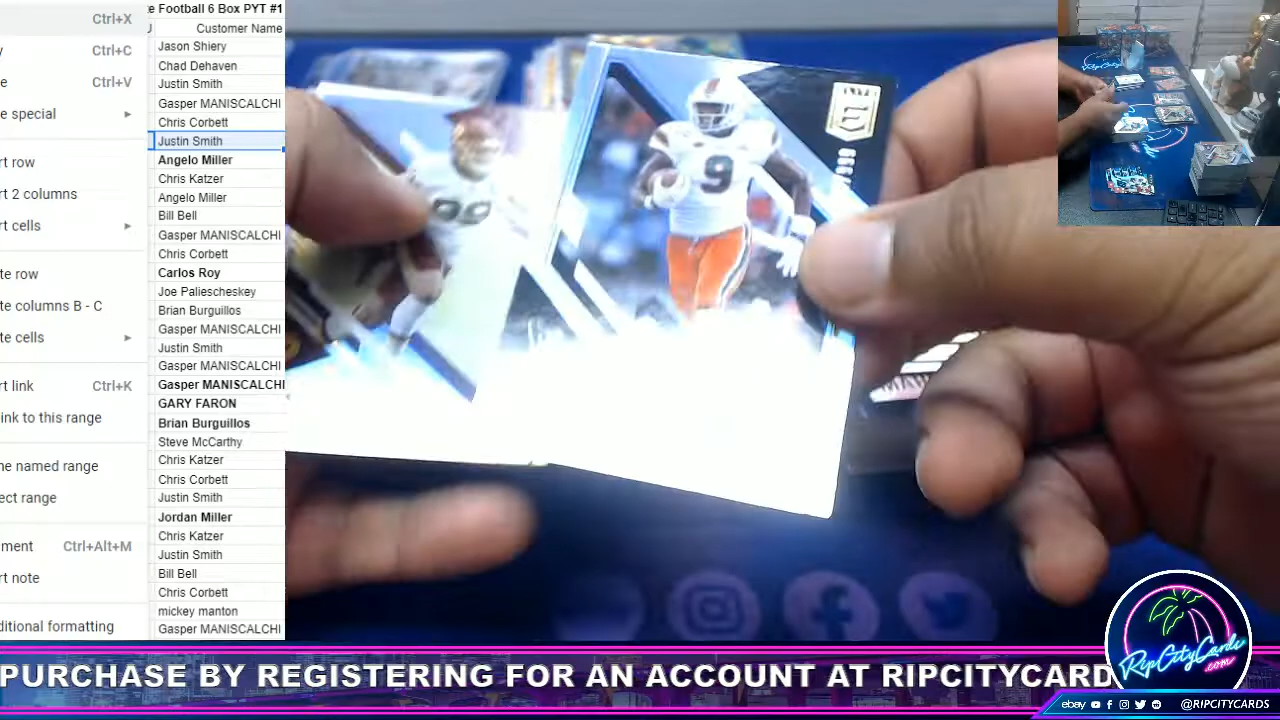 Ctrl+X
Ctrl+C
Ctrl+V
e special
rt row
rt 2 columns
rt cells
te row
te columns B - C
te cells
rt link Ctrl+K
ink to this range
ne named range
ect range
ment Ctrl+Alt+M
rt note
ditional formatting
e Football 6 Box PYT #1
Customer Name
Jason Shiery
Chad Dehaven
Justin Smith
Gasper MANISCALCHI
Chris Corbett
Justin Smith
Angelo Miller
Chris Katzer
Angelo Miller
Bill Bell
Gasper MANISCALCHI
Chris Corbett
Carlos Roy
Joe Paliescheskey
Brian Burguillos
Gasper MANISCALCHI
Justin Smith
Gasper MANISCALCHI
Gasper MANISCALCHI
GARY FARON
Brian Burguillos
Steve McCarthy
Chris Katzer
Chris Corbett
Justin Smith
Jordan Miller
Chris Katzer
Justin Smith
Bill Bell
Chris Corbett
mickey manton
Gasper MANISCALCHI
9
PURCHASE BY REGISTERING FOR AN ACCOUNT AT RIPCITYCARD
RipCityCards
.com
ebay @RIPCITYCARDS